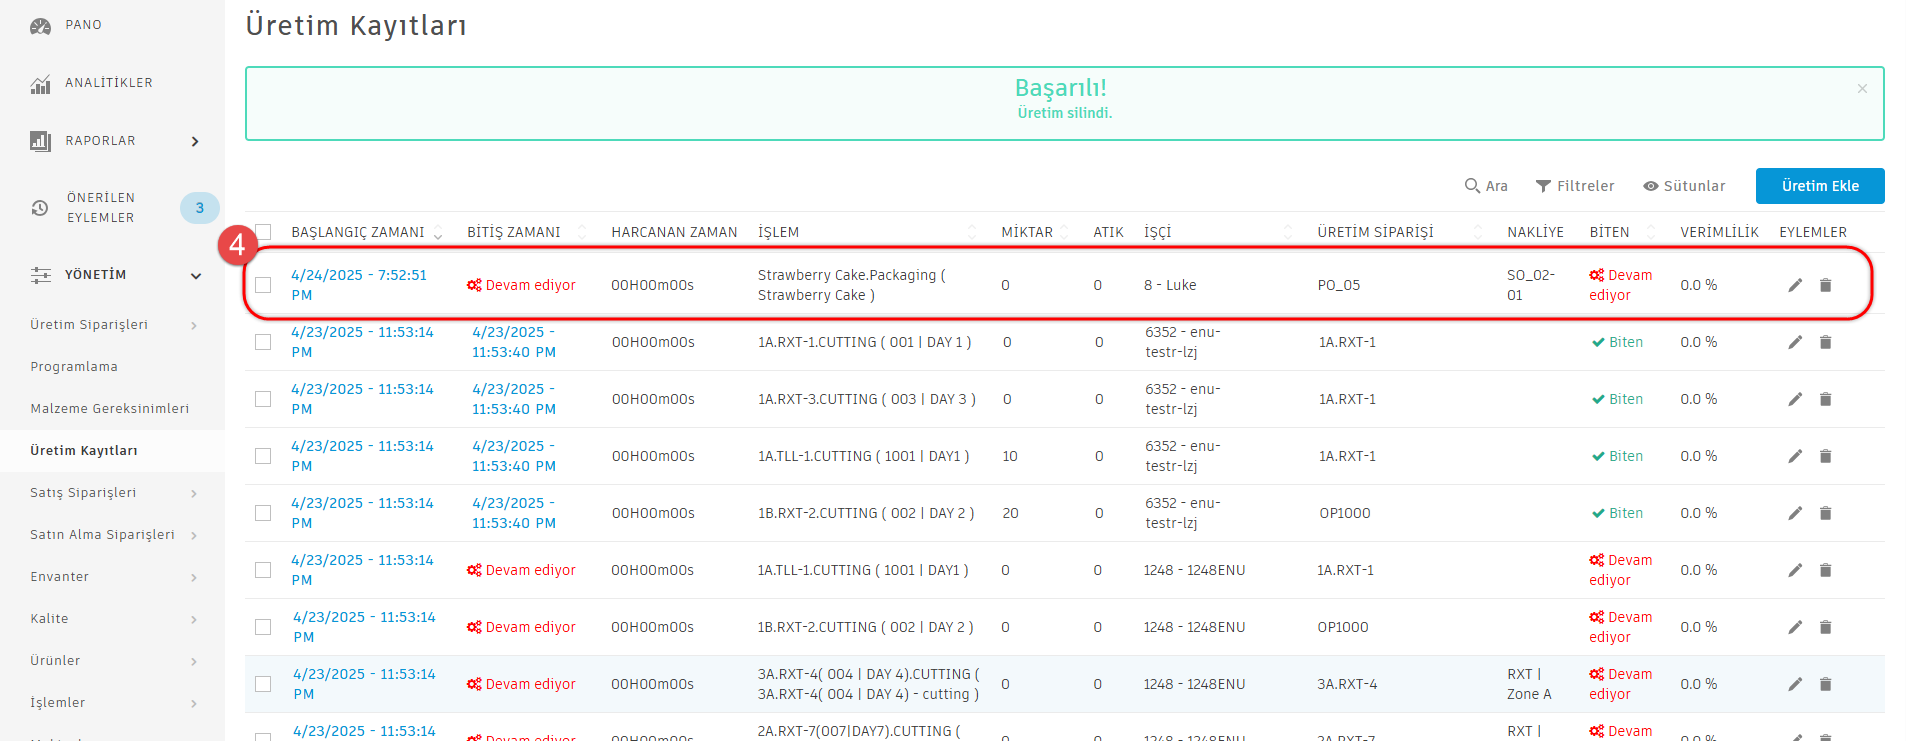 PANO
ANALİTİKLER
RAPORLAR
ÖNERİLEN
EYLEMLER
3
YÖNETİM
Üretim Siparişleri
Programlama
Malzeme Gereksinimleri
Üretim Kayıtları
Satış Siparişleri
Satın Alma Siparişleri
Envanter
Kalite
Ürünler
İşlemler
Üretim Kayıtları
Başarılı!
×
Üretim silindi.
Ara Filtreler Sütunlar Üretim Ekle
BAŞLANGIÇ ZAMANI BİTİŞ ZAMANI HARCANAN ZAMAN İŞLEM MİKTAR ATIK İŞÇİ ÜRETİM SİPARİŞİ NAKLİYE BİTEN VERİMLİLİK EYLEMLER
4
4/24/2025 - 7:52:51 Strawberry Cake.Packaging ( SO_02- Devam
Devam ediyor 00H00m00s 0 0 8 - Luke PO_05 0.0 %
PM Strawberry Cake ) 01 ediyor
4/23/2025 - 11:53:14 4/23/2025 - 6352 - enu-
00H00m00s 1A.RXT-1.CUTTING ( 001 | DAY 1 ) 0 0 1A.RXT-1 Biten 0.0 %
PM 11:53:40 PM testr-lzj
4/23/2025 - 11:53:14 4/23/2025 - 6352 - enu-
00H00m00s 1A.RXT-3.CUTTING ( 003 | DAY 3 ) 0 0 1A.RXT-1 Biten 0.0 %
PM 11:53:40 PM testr-lzj
4/23/2025 - 11:53:14 4/23/2025 - 6352 - enu-
00H00m00s 1A.TLL-1.CUTTING ( 1001 | DAY1 ) 10 0 1A.RXT-1 Biten 0.0 %
PM 11:53:40 PM testr-lzj
4/23/2025 - 11:53:14 4/23/2025 - 6352 - enu-
00H00m00s 1B.RXT-2.CUTTING ( 002 | DAY 2 ) 20 0 OP1000 Biten 0.0 %
PM 11:53:40 PM testr-lzj
4/23/2025 - 11:53:14 Devam
Devam ediyor 00H00m00s 1A.TLL-1.CUTTING ( 1001 | DAY1 ) 0 0 1248 - 1248ENU 1A.RXT-1 0.0 %
PM ediyor
4/23/2025 - 11:53:14 Devam
Devam ediyor 00H00m00s 1B.RXT-2.CUTTING ( 002 | DAY 2 ) 0 0 1248 - 1248ENU OP1000 0.0 %
PM ediyor
4/23/2025 - 11:53:14 3A.RXT-4( 004 | DAY 4).CUTTING ( RXT | Devam
Devam ediyor 00H00m00s 0 0 1248 - 1248ENU 3A.RXT-4 0.0 %
PM 3A.RXT-4( 004 | DAY 4) - cutting ) Zone A ediyor
4/23/2025 - 11:53:14 2A.RXT-7(007|DAY7).CUTTING ( RXT | Devam
Devam ediyor 00H00m00s 1248 - 1248ENU 2A.RXT-7